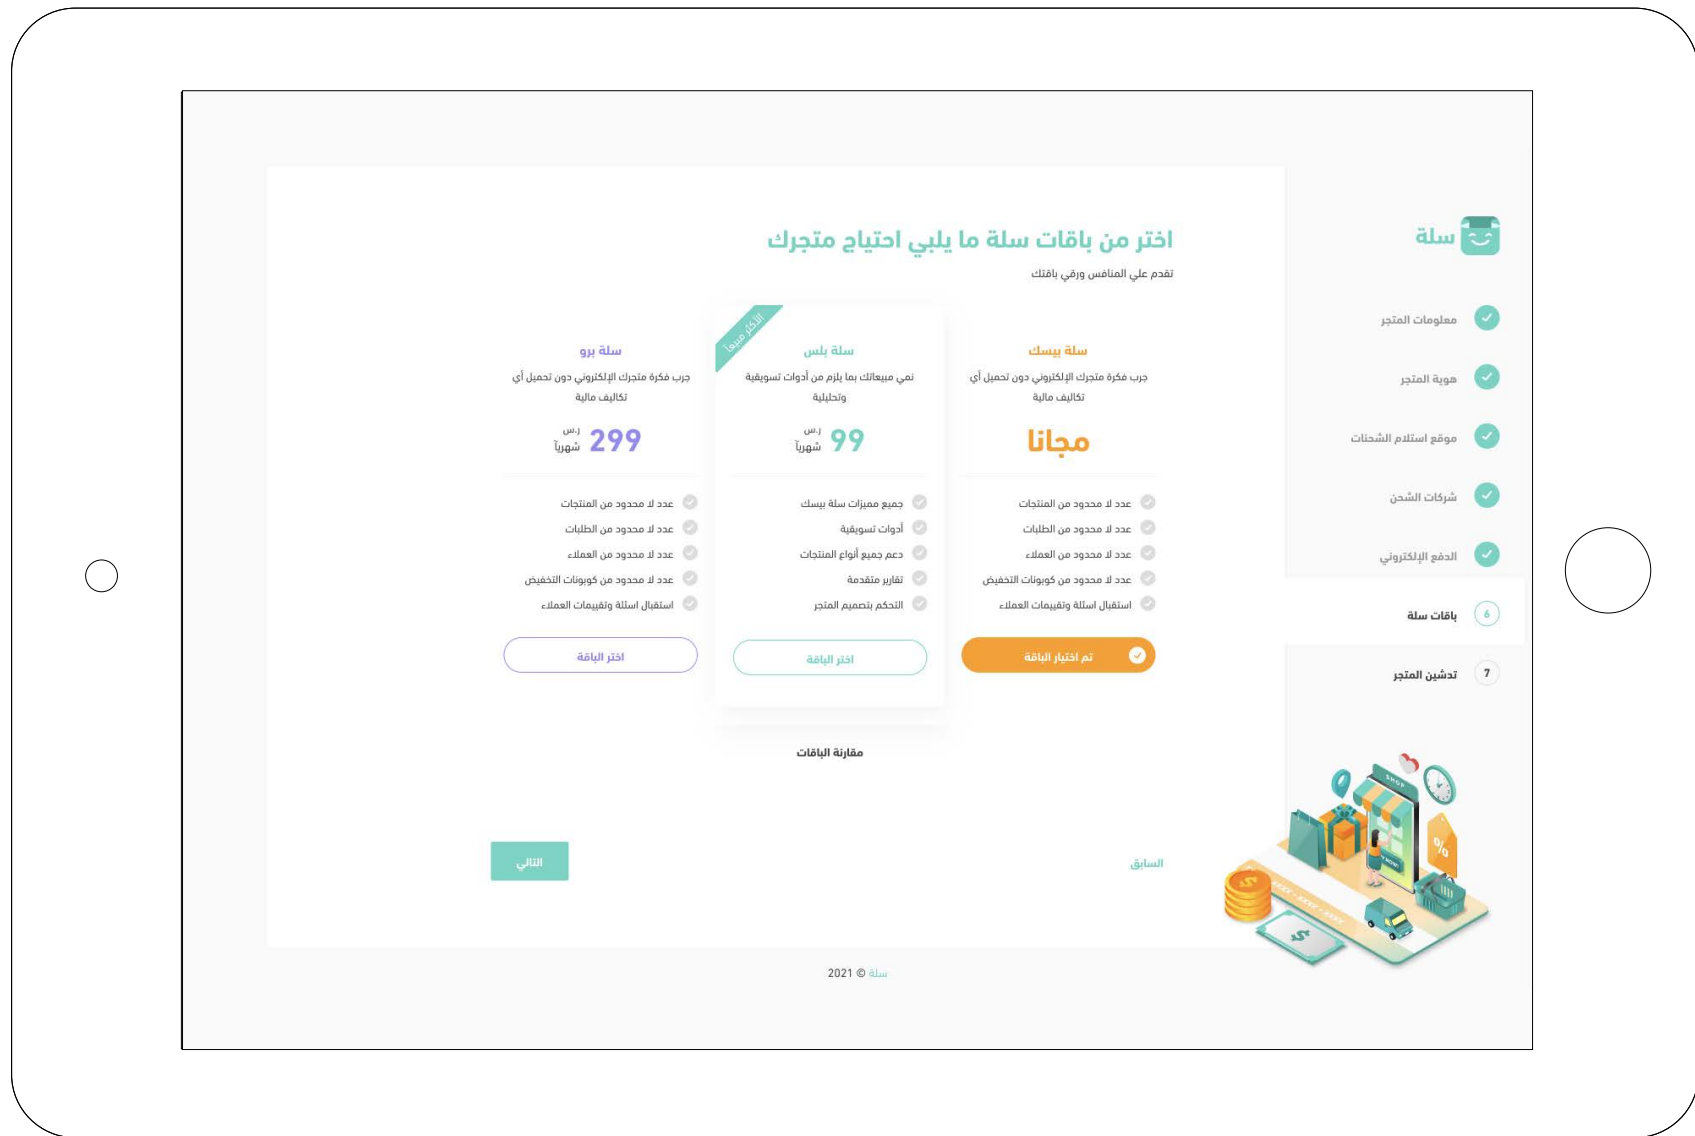 سلة
معلومات المتجر
هوية المتجر
موقع استلام الشحنات
شركات الشحن
الدفع الإلكتروني
6 باقات سلة
7 تدشين المتجر
اختر من باقات سلة ما يلبي احتياج متجرك
تقدم علي المنافس ورقي باقتك
سلة بيسك
جرب فكرة متجرك الإلكتروني دون تحميل أي
تكاليف مالية
مجانا
عدد لا محدود من المنتجات
عدد لا محدود من الطلبات
عدد لا محدود من العملاء
عدد لا محدود من كوبونات التخفيض
استقبال اسئلة وتقييمات العملاء
تم اختيار الباقة
الأكثر مبيعاً
سلة بلس
نمي مبيعاتك بما يلزم من أدوات تسويقية
وتحليلية
99 ر.س
شهرياً
جميع مميزات سلة بيسك
أدوات تسويقية
دعم جميع أنواع المنتجات
تقارير متقدمة
التحكم بتصميم المتجر
اختر الباقة
سلة برو
جرب فكرة متجرك الإلكتروني دون تحميل أي
تكاليف مالية
299 ر.س
شهرياً
عدد لا محدود من المنتجات
عدد لا محدود من الطلبات
عدد لا محدود من العملاء
عدد لا محدود من كوبونات التخفيض
استقبال اسئلة وتقييمات العملاء
اختر الباقة
مقارنة الباقات
السابق
التالي
SHOP
%
سلة © 2021